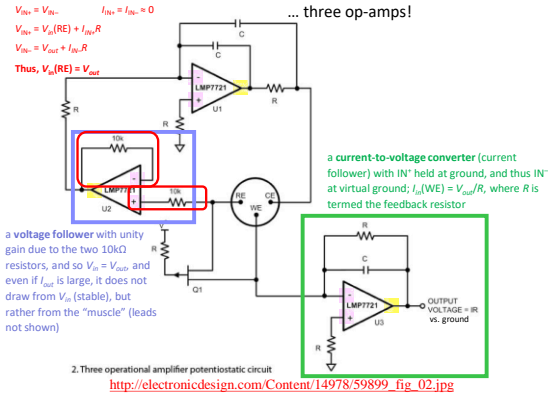 V_IN+ = V_IN– I_IN+ = I_IN– ≈ 0
V_IN+ = V_in(RE) + I_IN+R
V_IN– = V_out + I_IN–R
Thus, V_in(RE) = V_out
... three op-amps!
C
C
-
LMP7721
+
U1
R
R
R
10k
-
LMP7721
+
U2
10k
RE
CE
WE
a current-to-voltage converter (current
follower) with IN⁺ held at ground, and thus IN⁻
at virtual ground; I_in(WE) = V_out/R, where R is
termed the feedback resistor
a voltage follower with unity
gain due to the two 10kΩ
resistors, and so V_in = V_out, and
even if I_out is large, it does not
draw from V_in (stable), but
rather from the “muscle” (leads
not shown)
R
Q1
R
C
-
LMP7721
+
U3
R
OUTPUT
VOLTAGE = IR
vs. ground
2. Three operational amplifier potentiostatic circuit
http://electronicdesign.com/Content/14978/59899_fig_02.jpg